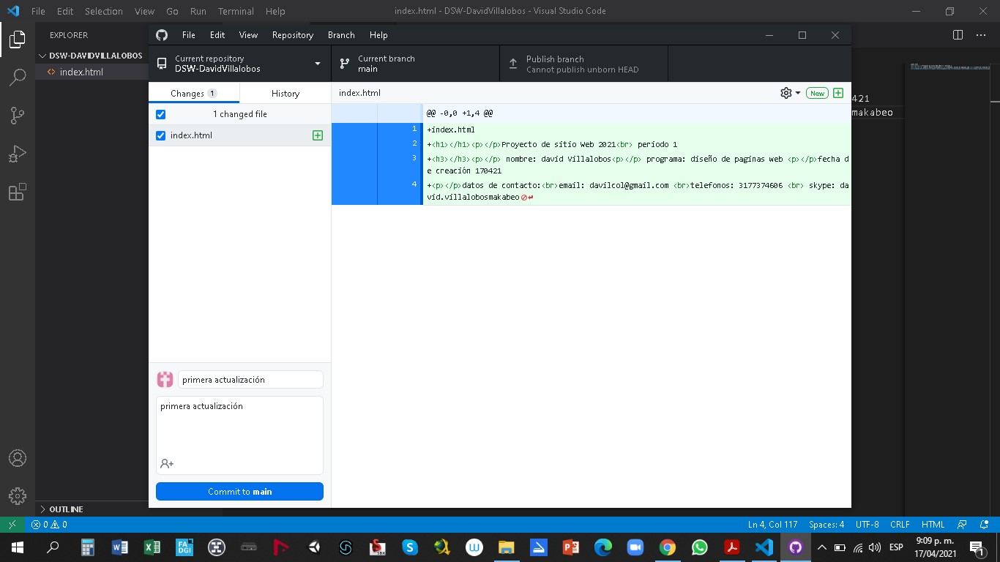 File Edit Selection View Go Run Terminal Help index.html - DSW-DavidVillalobos - Visual Studio Code
EXPLORER
DSW-DAVIDVILLALOBOS
index.html
File Edit View Repository Branch Help
Current repository
DSW-DavidVillalobos
Current branch
main
Publish branch
Cannot publish unborn HEAD
Changes 1 History
index.html
New
1 changed file
index.html
@@ -0,0 +1,4 @@
1 +index.html
2 +<h1></h1><p></p>Proyecto de sitio Web 2021<br> periodo 1
3 +<h3></h3><p></p> nombre: david Villalobos<p></p> programa: diseño de paginas web <p></p>fecha d
e creación 170421
4 +<p></p>datos de contacto:<br>email: davilcol@gmail.com <br>telefonos: 3177374606 <br> skype: da
vid.villalobosmakabeo
421
makabeo
primera actualización
primera actualización
Commit to main
OUTLINE
0 0
Ln 4, Col 117 Spaces: 4 UTF-8 CRLF HTML
FA
DGI
ESP
9:09 p. m.
17/04/2021
1